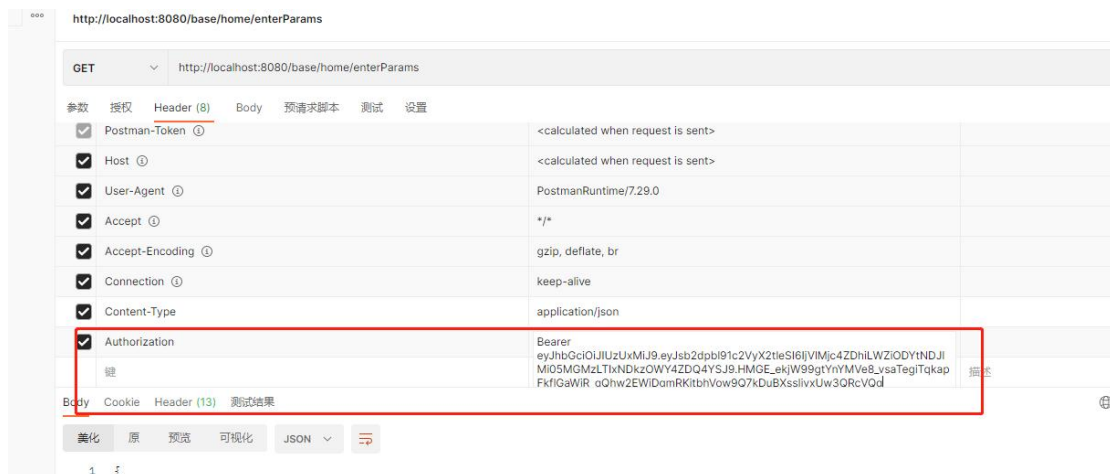 http://localhost:8080/base/home/enterParams
GET http://localhost:8080/base/home/enterParams
参数 授权 Header (8) Body 预请求脚本 测试 设置
Postman-Token <calculated when request is sent>
Host <calculated when request is sent>
User-Agent PostmanRuntime/7.29.0
Accept */*
Accept-Encoding gzip, deflate, br
Connection keep-alive
Content-Type application/json
Authorization Bearer
键 描述
Body Cookie Header (13) 测试结果
美化 原 预览 可视化 JSON
1 {